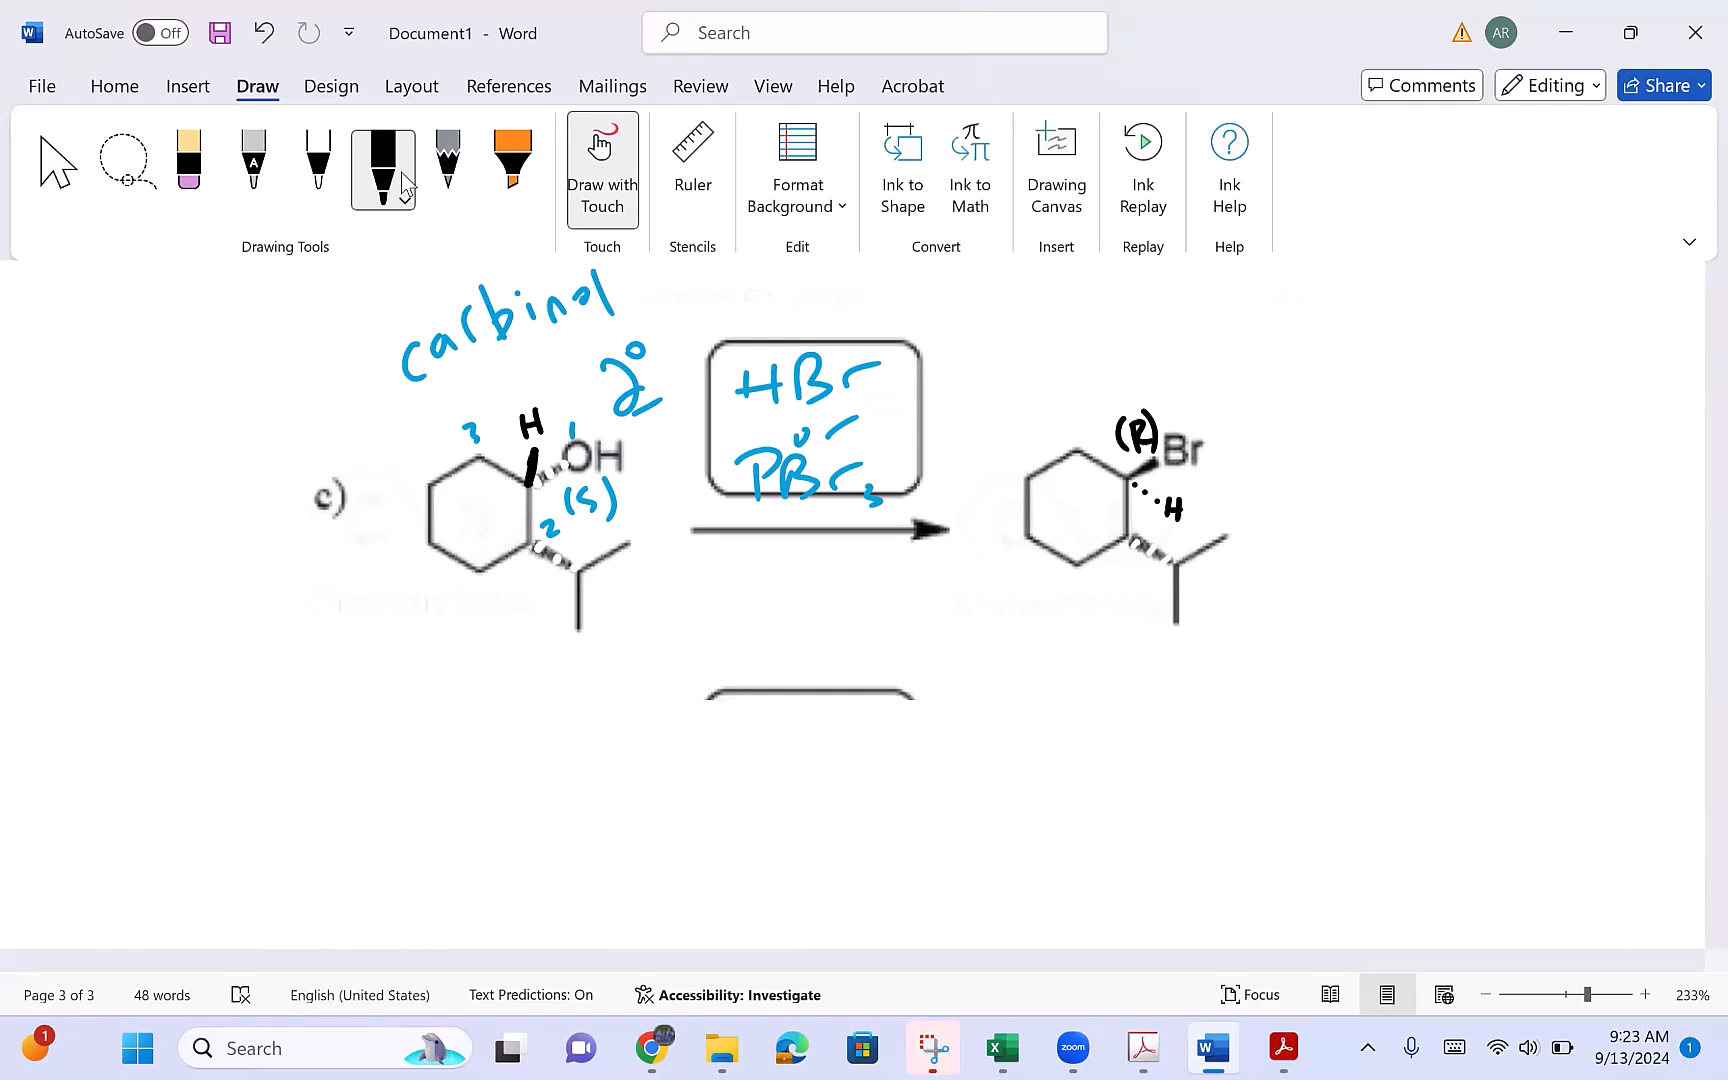 AutoSave Off Document1 - Word Search AR
File Home Insert Draw Design Layout References Mailings Review View Help Acrobat Comments Editing Share
A
Draw with Touch
Ruler
Format Background
Ink to Shape
Ink to Math
Drawing Canvas
Ink Replay
Ink Help
Drawing Tools Touch Stencils Edit Convert Insert Replay Help
carbinol
2°
HBr
or
PBr3
H
3
1
OH
(S)
2
c)
(R)
Br
H
Page 3 of 3 48 words English (United States) Text Predictions: On Accessibility: Investigate Focus 233%
1 Search zoom 9:23 AM
9/13/2024 1